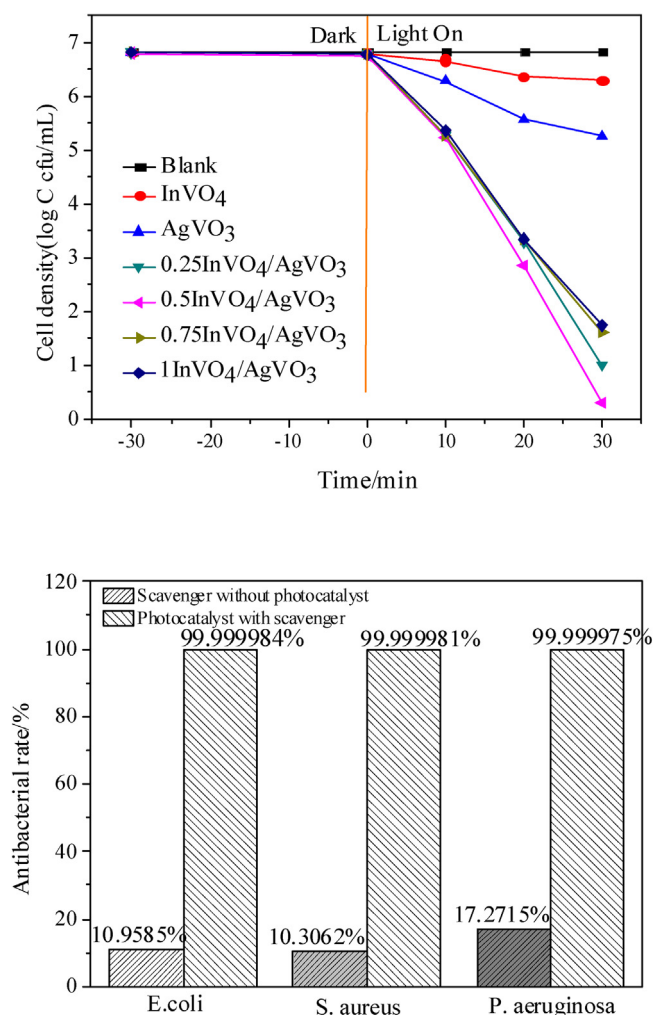 Dark Light On
7
6
5
4
3
2
1
0
Cell density(log C cfu/mL)
Blank
InVO4
AgVO3
0.25InVO4/AgVO3
0.5InVO4/AgVO3
0.75InVO4/AgVO3
1InVO4/AgVO3
-30 -20 -10 0 10 20 30
Time/min
120
100
80
60
40
20
0
Antibacterial rate/%
Scavenger without photocatalyst
Photocatalyst with scavenger
99.999984% 99.999981% 99.999975%
10.9585% 10.3062% 17.2715%
E.coli S. aureus P. aeruginosa